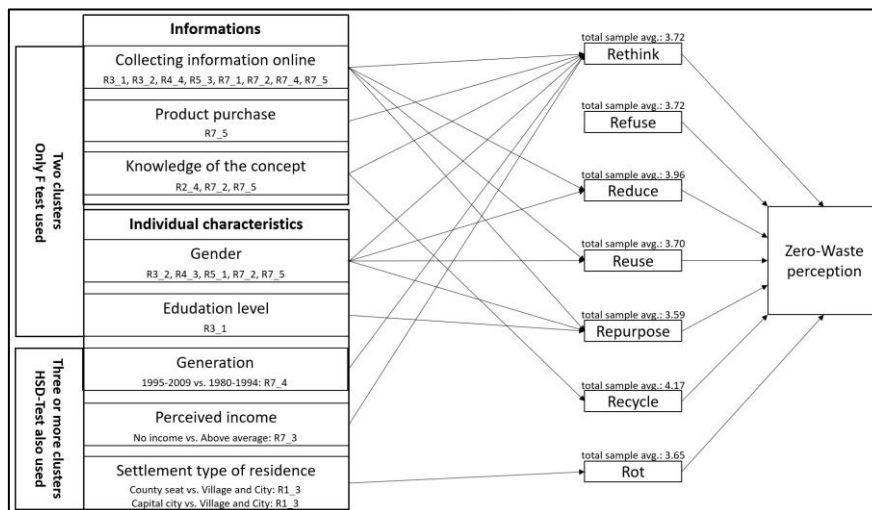 Two clusters
Only F test used
Three or more clusters
HSD-Test also used
Informations
Collecting information online
R3_1, R3_2, R4_4, R5_3, R7_1, R7_2, R7_4, R7_5
Product purchase
R7_5
Knowledge of the concept
R2_4, R7_2, R7_5
Individual characteristics
Gender
R3_2, R4_3, R5_1, R7_2, R7_5
Edudation level
R3_1
Generation
1995-2009 vs. 1980-1994: R7_4
Perceived income
No income vs. Above average: R7_3
Settlement type of residence
County seat vs. Village and City: R1_3
Capital city vs. Village and City: R1_3
total sample avg.: 3.72
Rethink
total sample avg.: 3.72
Refuse
total sample avg.: 3.96
Reduce
total sample avg.: 3.70
Reuse
total sample avg.: 3.59
Repurpose
total sample avg.: 4.17
Recycle
total sample avg.: 3.65
Rot
Zero-Waste
perception